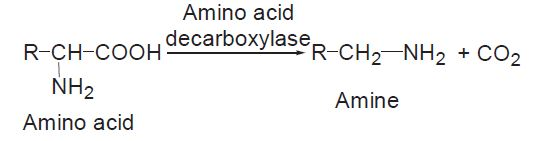 Amino acid
decarboxylase
R-CH-COOH R-CH₂-NH₂ + CO₂
NH₂
Amine
Amino acid